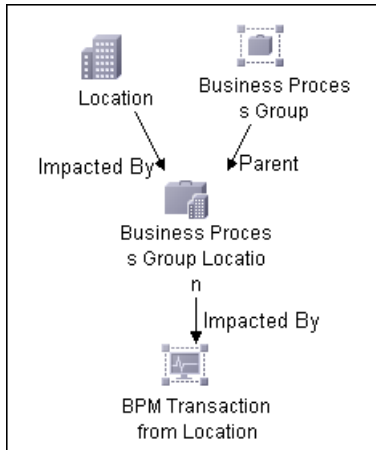 Location
Business Proces
s Group
Impacted By
Parent
Business Proces
s Group Locatio
n
Impacted By
BPM Transaction
from Location